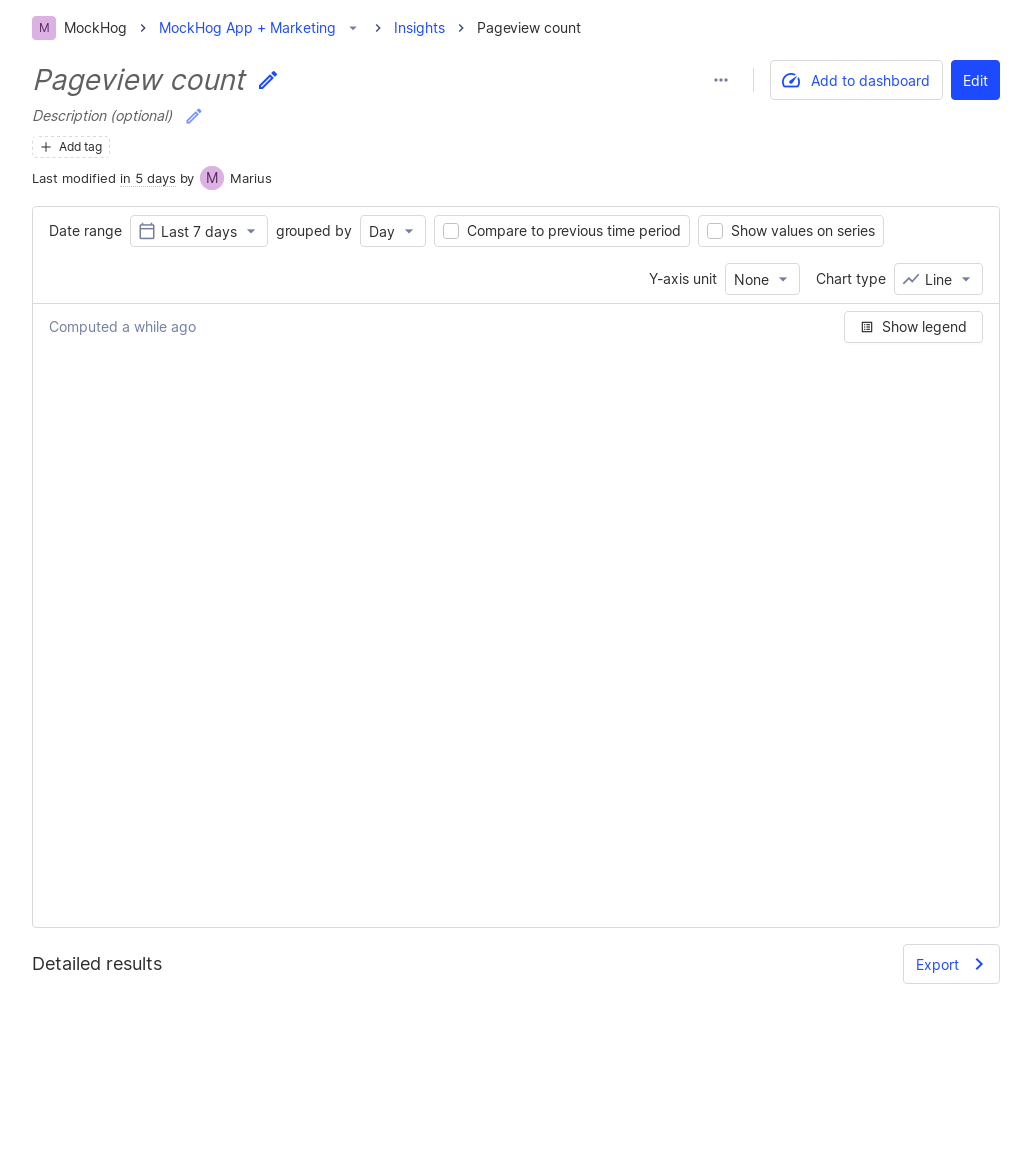 M MockHog MockHog App + Marketing Insights Pageview count
Pageview count
Add to dashboard Edit
Description (optional)
Add tag
Last modified in 5 days by M Marius
Date range Last 7 days grouped by Day Compare to previous time period Show values on series
Y-axis unit None Chart type Line
Computed a while ago Show legend
Detailed results Export